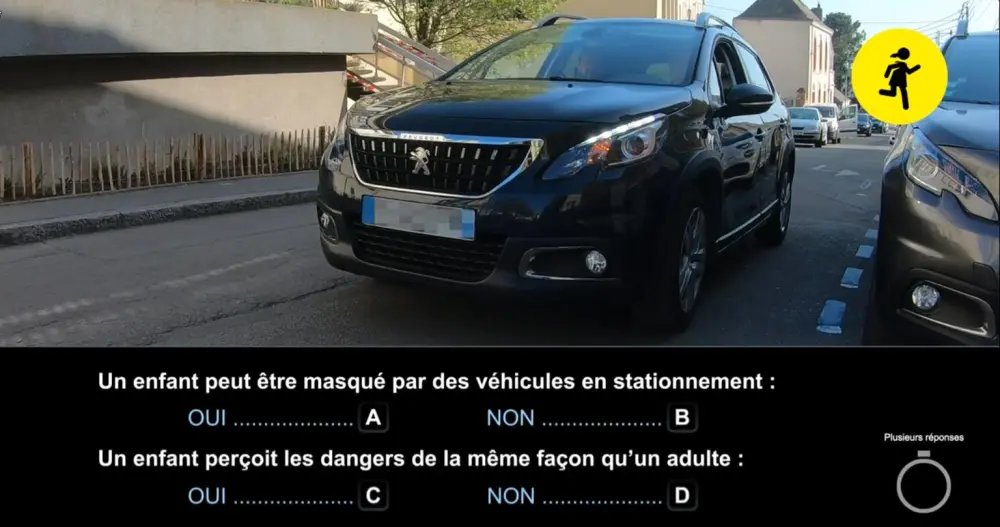 PEUGEOT
Un enfant peut être masqué par des véhicules en stationnement :
OUI ..................... A NON ..................... B
Plusieurs réponses
Un enfant perçoit les dangers de la même façon qu'un adulte :
OUI ..................... C NON ..................... D